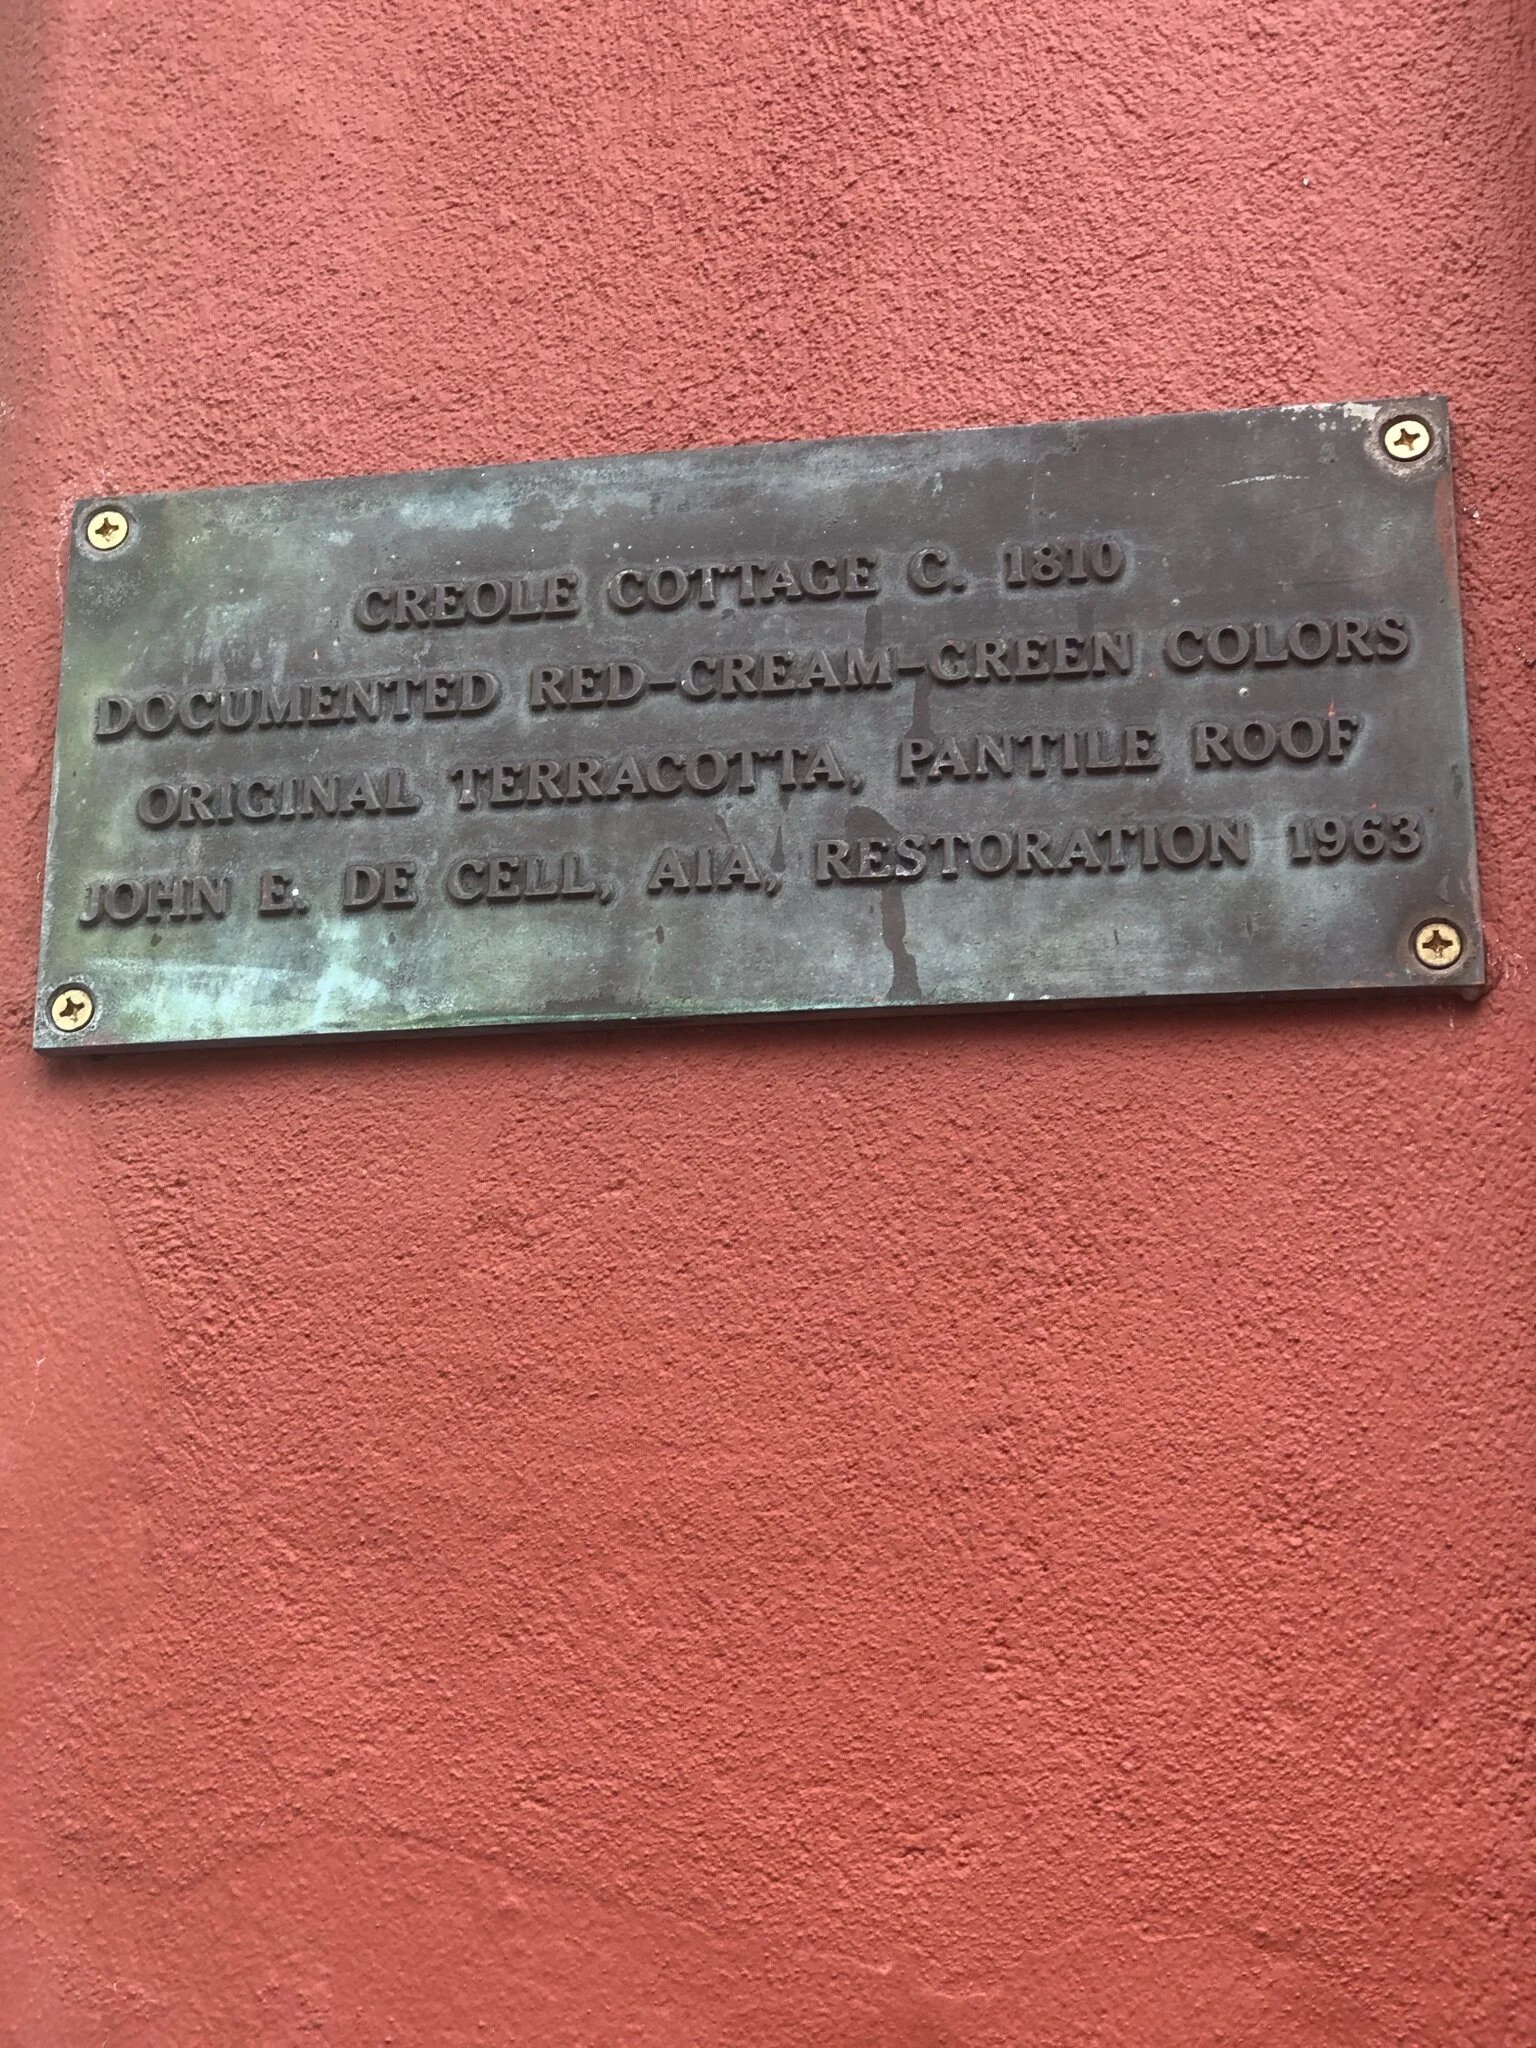 CREOLE COTTAGE C. 1810
DOCUMENTED RED-CREAM-GREEN COLORS
ORIGINAL TERRACOTTA, PANTILE ROOF
JOHN E. DE CELL, AIA, RESTORATION 1963